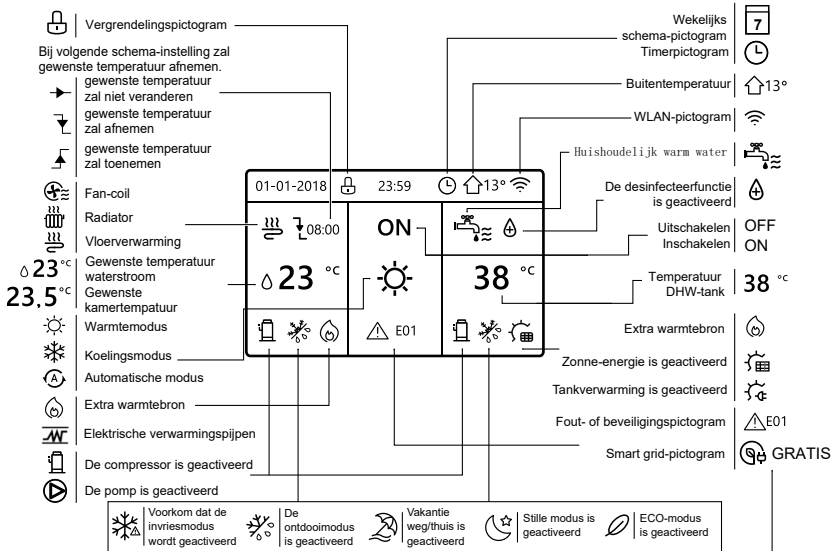 Vergrendelingspictogram
Bij volgende schema-instelling zal
gewenste temperatuur afnemen.
gewenste temperatuur
zal niet veranderen
gewenste temperatuur
zal afnemen
gewenste temperatuur
zal toenemen
Fan-coil
Radiator
Vloerverwarming
23 °C
Gewenste temperatuur
waterstroom
23,5 °C
Gewenste
kamertempatuur
Warmtemodus
Koelingsmodus
A
Automatische modus
Extra warmtebron
Elektrische verwarmingspijpen
De compressor is geactiveerd
De pomp is geactiveerd
01-01-2018
23:59
13°
08:00
ON
23 °C
38 °C
E01
Wekelijks
schema-pictogram
7
Timerpictogram
Buitentemperatuur
13°
WLAN-pictogram
Huishoudelijk warm water
De desinfecteerfunctie
is geactiveerd
Uitschakelen
OFF
Inschakelen
ON
Temperatuur
DHW-tank
38 °C
Extra warmtebron
Zonne-energie is geactiveerd
Tankverwarming is geactiveerd
Fout- of beveiligingspictogram
E01
Smart grid-pictogram
GRATIS
Voorkom dat de
invriesmodus
wordt geactiveerd
De
ontdooimodus
is geactiveerd
Vakantie
weg/thuis is
geactiveerd
Stille modus is
geactiveerd
ECO-modus
is geactiveerd